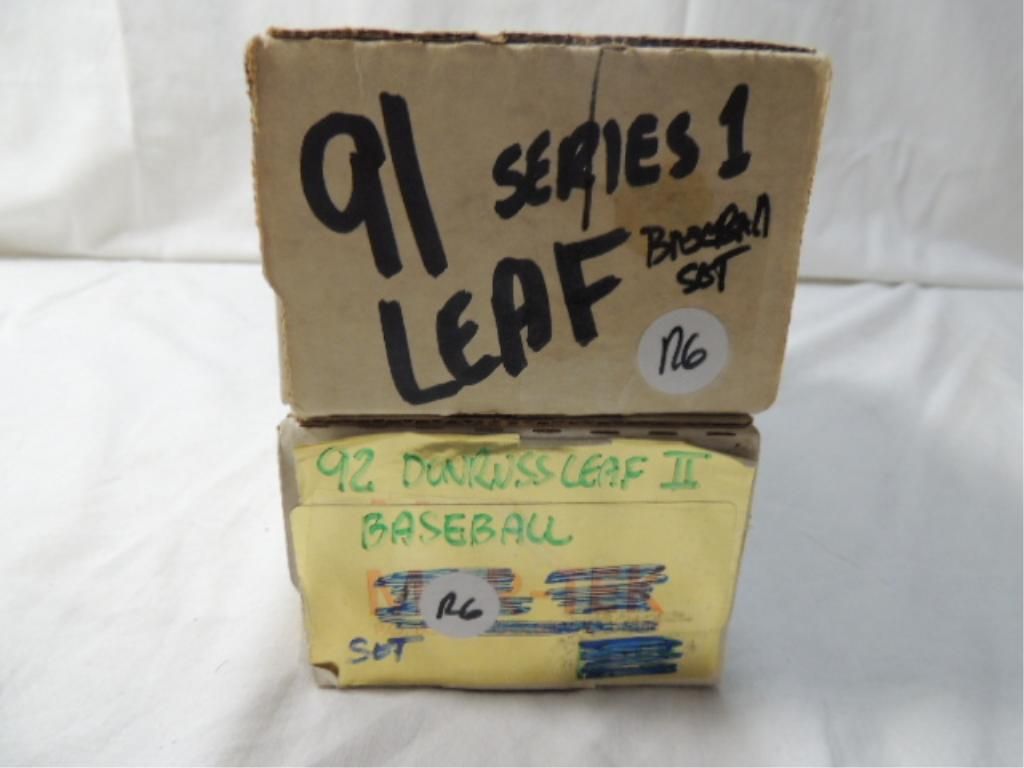 91 SERIES 1
LEAF BASEBALL
SET
R6
92 DONRUSS LEAF II
BASEBALL
R6
SET